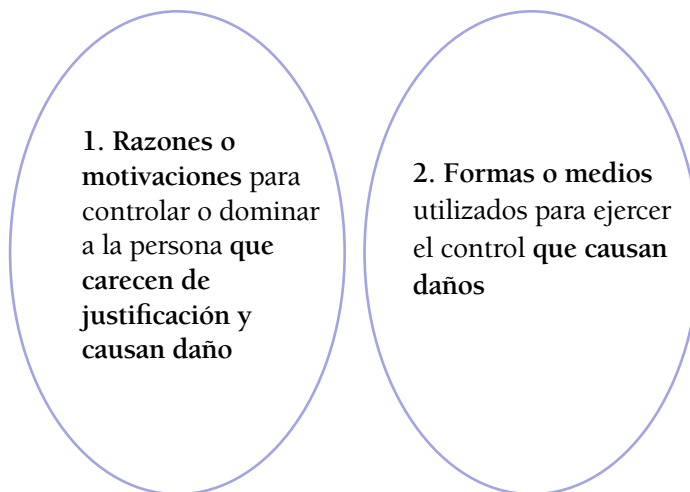 1. Razones o
motivaciones para
controlar o dominar
a la persona que
carecen de
justificación y
causan daño
2. Formas o medios
utilizados para ejercer
el control que causan
daños